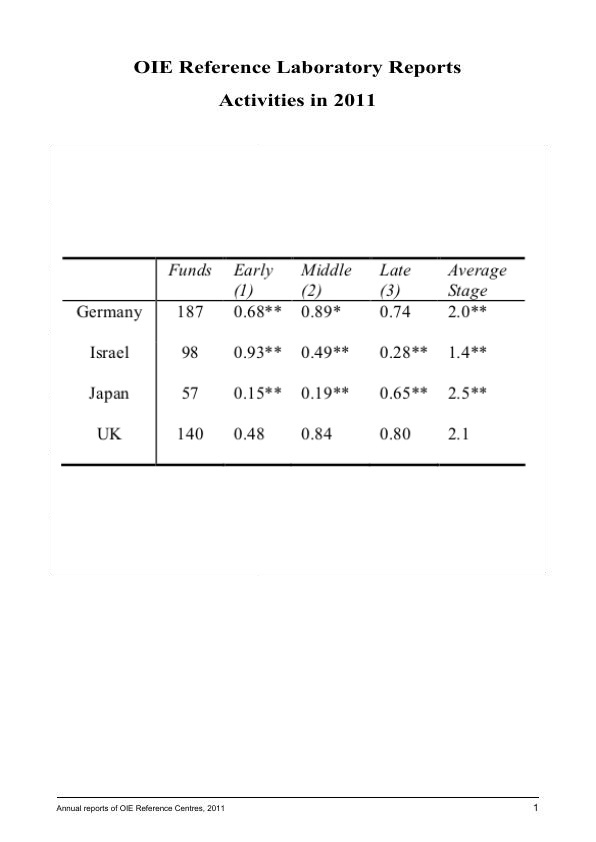 OIE Reference Laboratory Reports
Activities in 2011
Funds Early Middle Late Average
(1) (2) (3) Stage
Germany 187 0.68** 0.89* 0.74 2.0**
Israel 98 0.93** 0.49** 0.28** 1.4**
Japan 57 0.15** 0.19** 0.65** 2.5**
UK 140 0.48 0.84 0.80 2.1
Annual reports of OIE Reference Centres, 2011 1